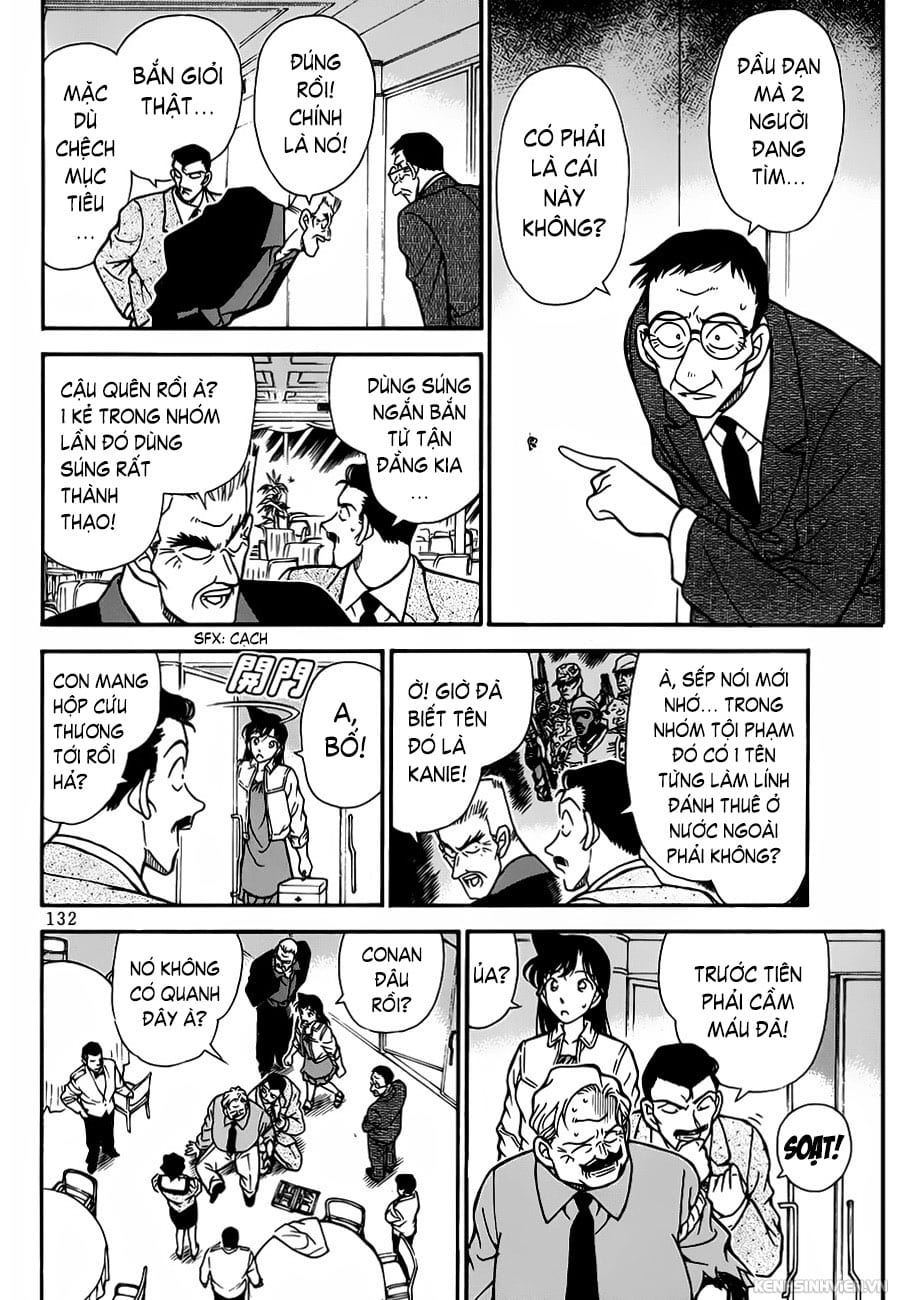 ĐẦU ĐẠN
MÀ 2
NGƯỜI
ĐANG
TÌM...
CÓ PHẢI
LÀ CÁI
NÀY
KHÔNG?
ĐÚNG
RỒI!
CHÍNH
LÀ NÓ!
BẮN GIỎI
THẬT...
MẶC
DÙ
CHỆCH
MỤC
TIÊU
...
DÙNG SÚNG
NGẮN BẮN
TỪ TẬN
ĐẰNG KIA
...
CẬU QUÊN RỒI À?
1 KẺ TRONG NHÓM
LẦN ĐÓ DÙNG
SÚNG RẤT
THÀNH
THẠO!
À, SẾP NÓI MỚI
NHỚ... TRONG
NHÓM TỘI PHẠM
ĐÓ CÓ 1 TÊN
TỪNG LÀM LÍNH
ĐÁNH THUÊ Ở
NƯỚC NGOÀI
PHẢI KHÔNG?
Ờ! GIỜ ĐÃ
BIẾT TÊN
ĐÓ LÀ
KANIE!
SFX: CẠCH
開門
A,
BỐ!
CON MANG
HỘP CỨU
THƯƠNG
TỚI RỒI
HẢ?
132
TRƯỚC TIÊN
PHẢI CẦM
MÁU ĐÃ!
SOẠT!
ỦA?
CONAN
ĐÂU
RỒI?
NÓ KHÔNG
CÓ QUANH
ĐÂY À?
KENHSINHVIEN.VN